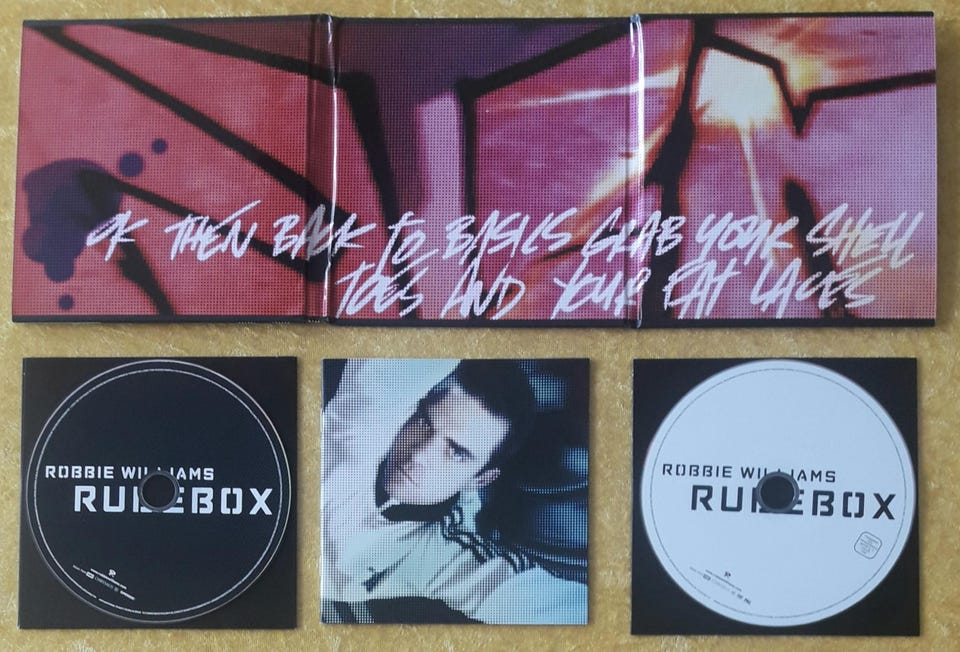 OK THEN BACK TO BASICS GRAB YOUR SHELL
TOES AND YOUR FAT LACES
ROBBIE WILLIAMS
RUDEBOX
ROBBIE WILLIAMS
RUDEBOX